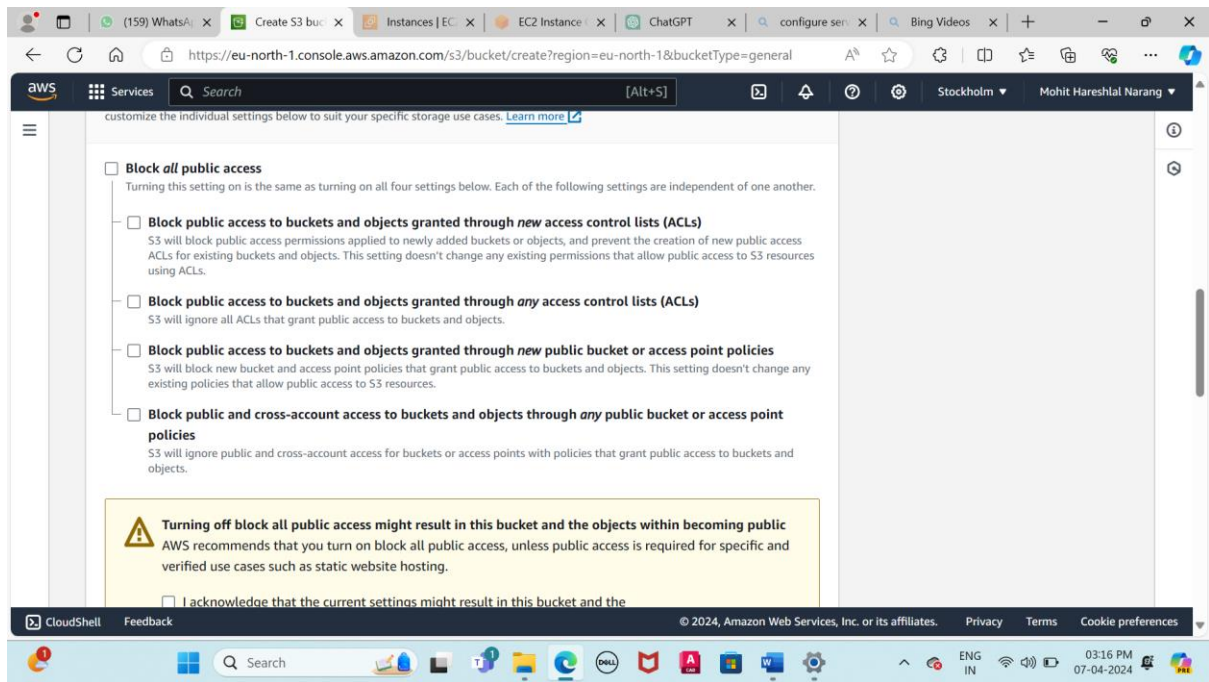 (159) WhatsA
Create S3 buc
Instances | EC
EC2 Instance
ChatGPT
configure ser
Bing Videos
https://eu-north-1.console.aws.amazon.com/s3/bucket/create?region=eu-north-1&bucketType=general
aws
Services
Search
[Alt+S]
Stockholm
Mohit Hareshlal Narang
customize the individual settings below to suit your specific storage use cases. Learn more
Block all public access
Turning this setting on is the same as turning on all four settings below. Each of the following settings are independent of one another.
Block public access to buckets and objects granted through new access control lists (ACLs)
S3 will block public access permissions applied to newly added buckets or objects, and prevent the creation of new public access
ACLs for existing buckets and objects. This setting doesn't change any existing permissions that allow public access to S3 resources
using ACLs.
Block public access to buckets and objects granted through any access control lists (ACLs)
S3 will ignore all ACLs that grant public access to buckets and objects.
Block public access to buckets and objects granted through new public bucket or access point policies
S3 will block new bucket and access point policies that grant public access to buckets and objects. This setting doesn't change any
existing policies that allow public access to S3 resources.
Block public and cross-account access to buckets and objects through any public bucket or access point
policies
S3 will ignore public and cross-account access for buckets or access points with policies that grant public access to buckets and
objects.
Turning off block all public access might result in this bucket and the objects within becoming public
AWS recommends that you turn on block all public access, unless public access is required for specific and
verified use cases such as static website hosting.
I acknowledge that the current settings might result in this bucket and the
CloudShell
Feedback
© 2024, Amazon Web Services, Inc. or its affiliates.
Privacy
Terms
Cookie preferences
Search
DELL
ENG
IN
03:16 PM
07-04-2024